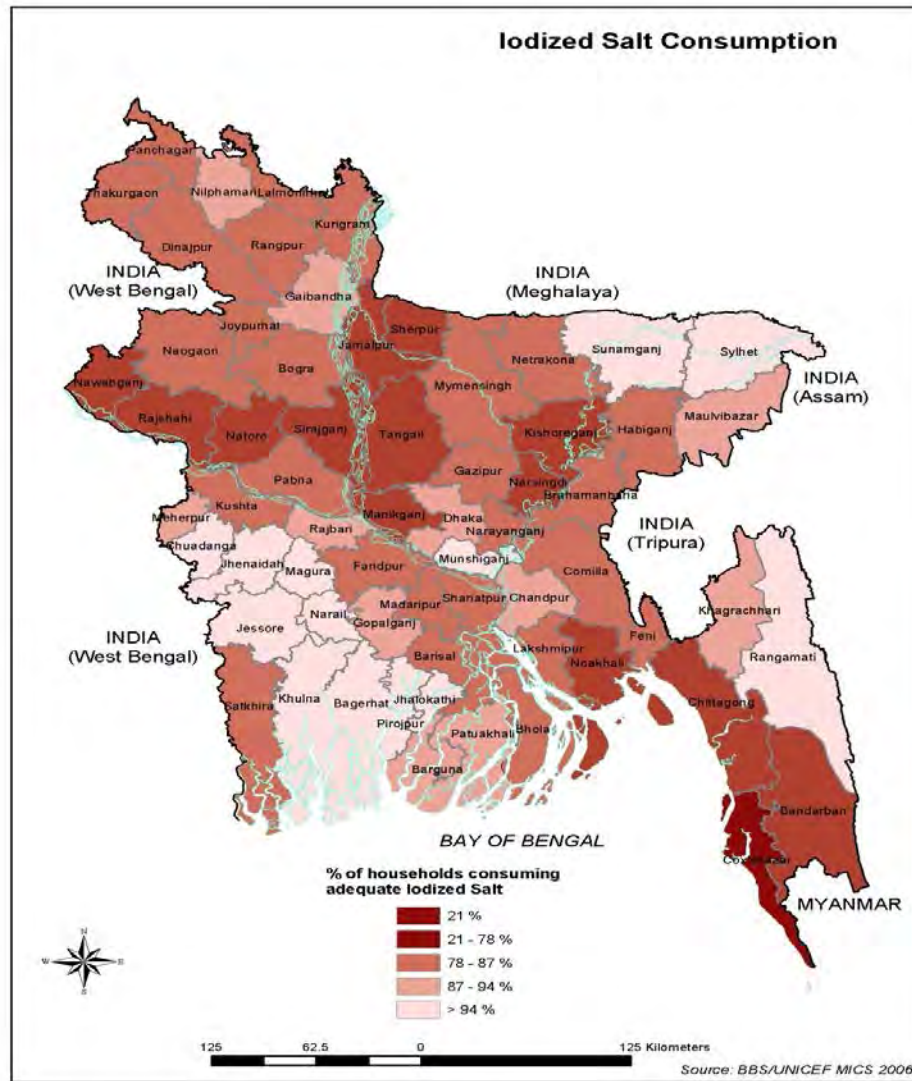 Iodized Salt Consumption
Panchagar
Thakurgaon
Nilphamari
Kurigram
Dinajpur
Rangpur
INDIA
(West Bengal)
INDIA
(Meghalaya)
Gaibandha
Joypurhat
Sherpur
Jamalpur
Naogaon
Bogra
Netrakona
Sunamganj
Sylhet
INDIA
(Assam)
Nawabganj
Mymensingh
Rajshahi
Natore
Sirajganj
Tangail
Kishoreganj
Habiganj
Maulvibazar
Gazipur
Pabna
Narsingdi
Kushta
Manikganj
Dhaka
Meherpur
Rajbari
Narayanganj
INDIA
(Tripura)
Chuadanga
Jhenaidah
Munshiganj
Magura
Faridpur
Comilla
Madaripur
Shariatpur
Chandpur
Khagrachhari
Narail
Gopalganj
Jessore
INDIA
(West Bengal)
Barisal
Lakshmipur
Noakhali
Feni
Rangamati
Satkhira
Khulna
Bagerhat
Jhalokathi
Pirojpur
Patuakhali
Bhola
Chittagong
Barguna
Bandarban
BAY OF BENGAL
MYANMAR
% of households consuming
adequate Iodized Salt
21 %
21 - 78 %
78 - 87 %
87 - 94 %
> 94 %
N
W
E
S
125
62.5
0
125 Kilometers
Source: BBS/UNICEF MICS 2006